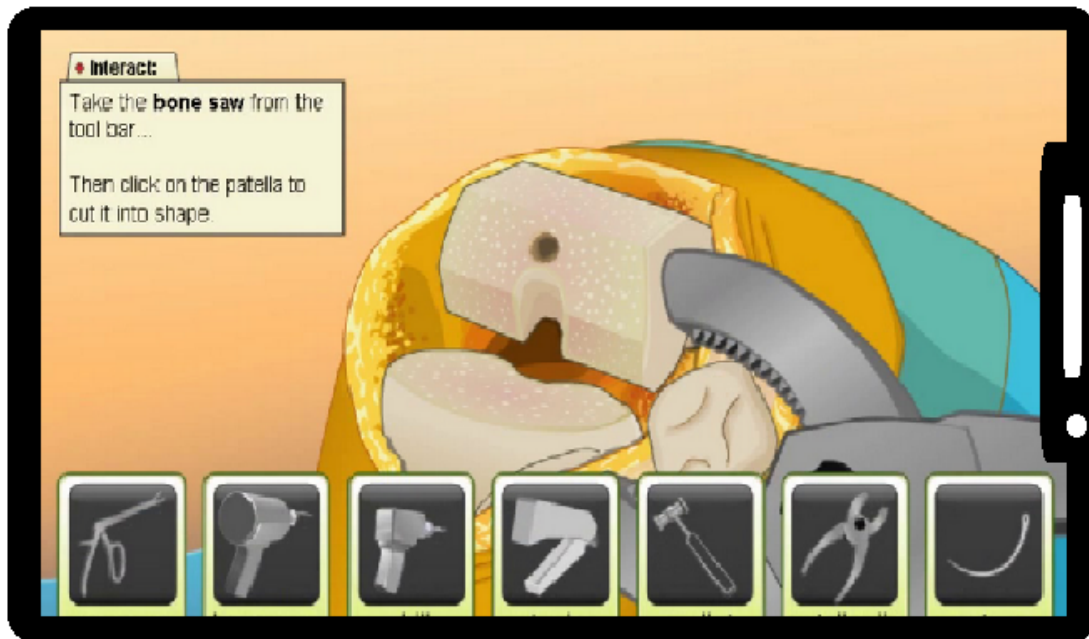 Interact:
Take the bone saw from the
tool bar...
Then click on the patella to
cut it into shape.